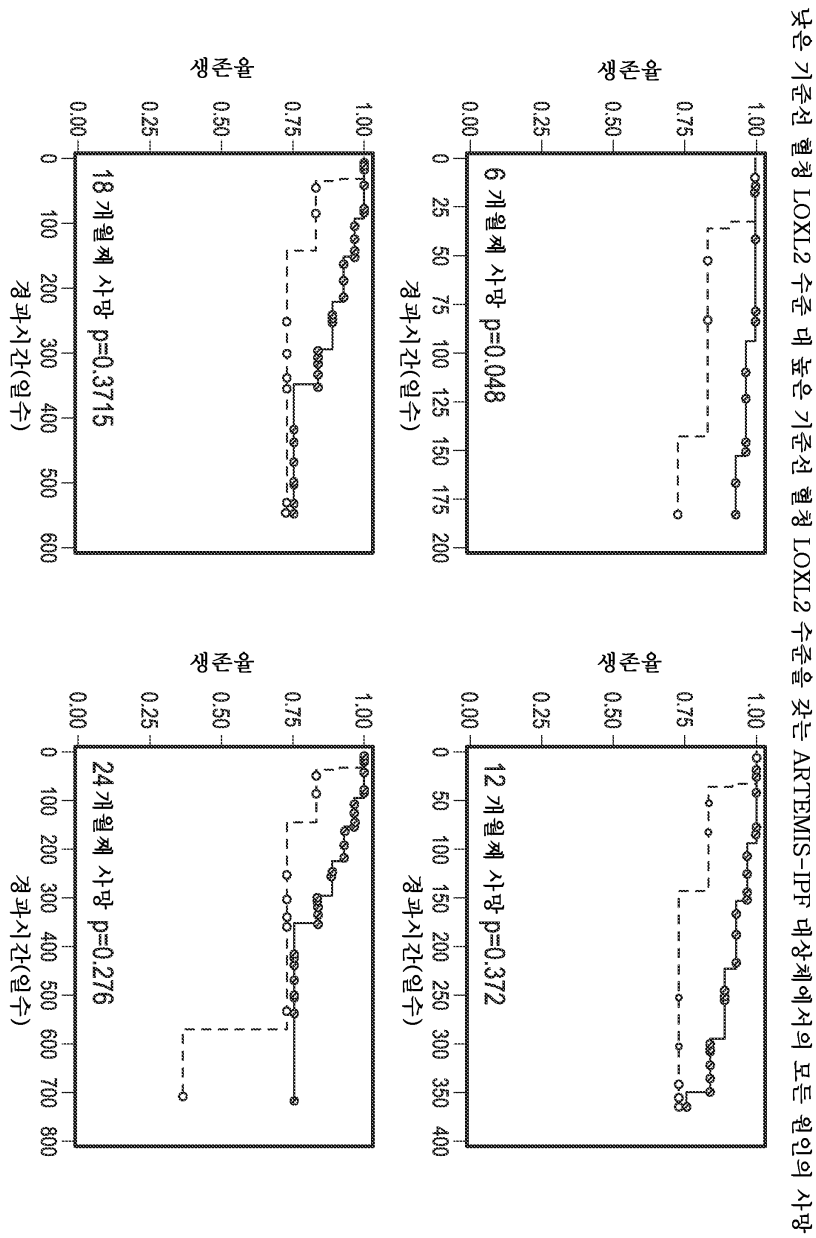 낮은 기준선 혈청 LOXL2 수준 대 높은 기준선 혈청 LOXL2 수준을 갖는 ARTEMIS-IPF 대상체에서의 모든 원인의 사망
생존율
1.00
0.75
0.50
0.25
0.00
6 개월째 사망 p=0.048
0 25 50 75 100 125 150 175 200
경과시간(일수)
생존율
1.00
0.75
0.50
0.25
0.00
12 개월째 사망 p=0.372
0 50 100 150 200 250 300 350 400
경과시간(일수)
생존율
1.00
0.75
0.50
0.25
0.00
18 개월째 사망 p=0.3715
0 100 200 300 400 500 600
경과시간(일수)
생존율
1.00
0.75
0.50
0.25
0.00
24개월째 사망 p=0.276
0 100 200 300 400 500 600 700 800
경과시간(일수)